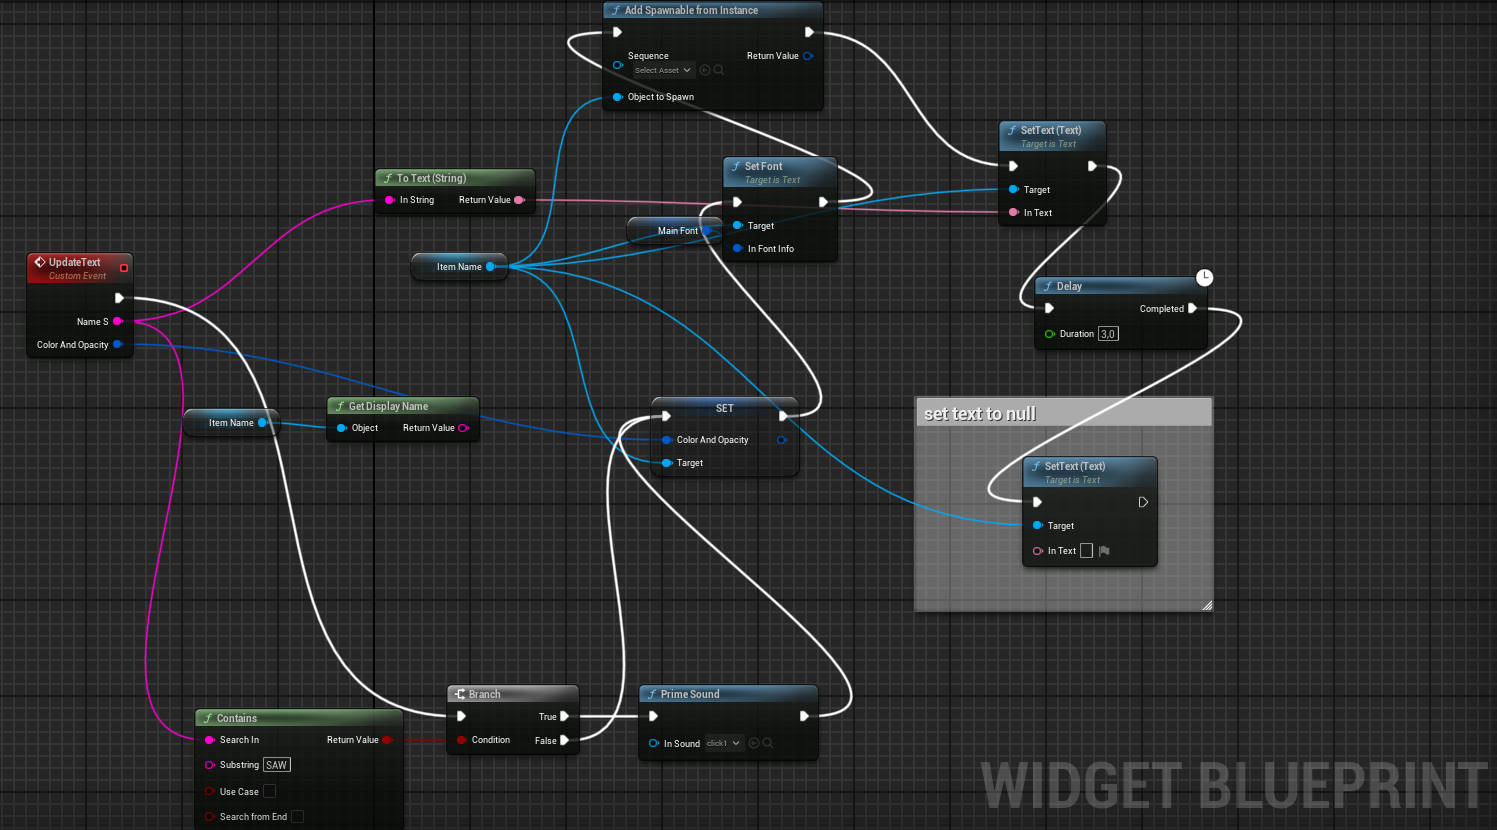 Add Spawnable from Instance
Sequence
Return Value
Select Asset
Object to Spawn
SetText (Text)
Target is Text
Target
In Text
Set Font
Target is Text
Target
In Font Info
Main Font
To Text (String)
In String
Return Value
Item Name
UpdateText
Custom Event
Name S
Color And Opacity
Delay
Completed
Duration
3,0
Item Name
Get Display Name
Object
Return Value
SET
Color And Opacity
Target
set text to null
SetText (Text)
Target is Text
Target
In Text
Branch
True
Condition
False
Prime Sound
In Sound
click1
Contains
Search In
Return Value
Substring
SAW
Use Case
Search from End
WIDGET BLUEPRINT